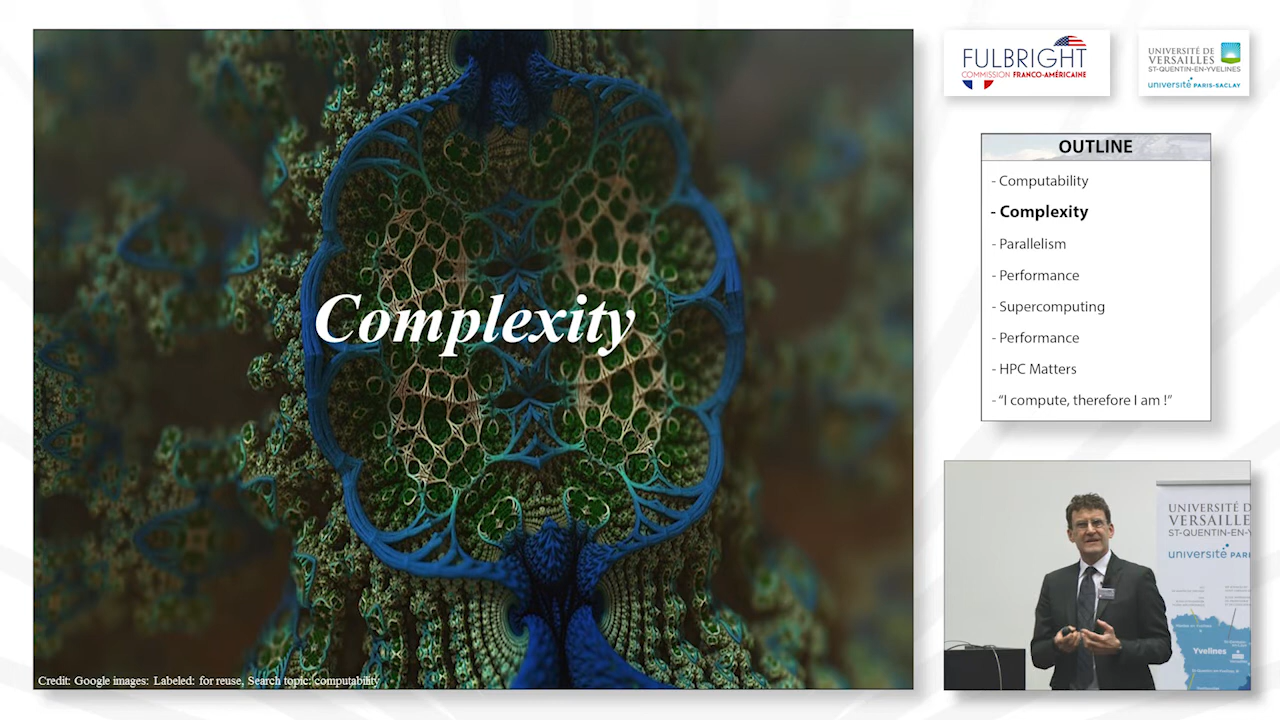 Complexity
Credit: Google images: Labeled: for reuse, Search topic: computability
FULBRIGHT
COMMISSION FRANCO-AMÉRICAINE
UNIVERSITÉ DE
VERSAILLES
ST-QUENTIN-EN-YVELINES
université PARIS-SACLAY
OUTLINE
- Computability
- Complexity
- Parallelism
- Performance
- Supercomputing
- Performance
- HPC Matters
- “I compute, therefore I am !”
UNIVERSITÉ D
VERSAILLE
ST-QUENTIN-EN-Y
université PARI
Yvelines